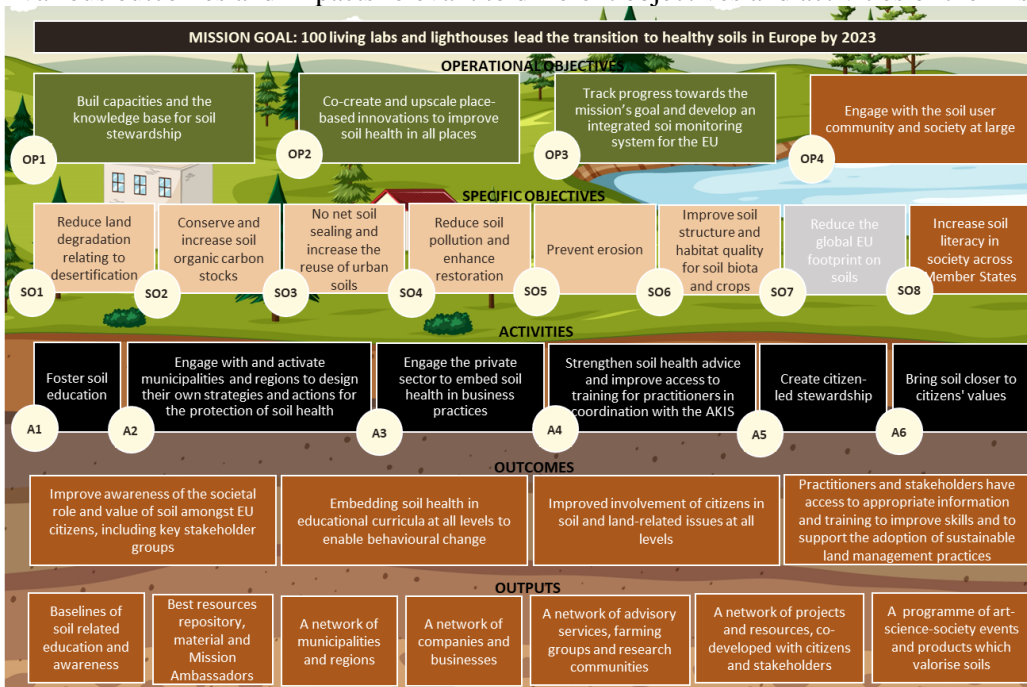 MISSION GOAL: 100 living labs and lighthouses lead the transition to healthy soils in Europe by 2023
OPERATIONAL OBJECTIVES
Buil capacities and the
knowledge base for soil
stewardship
OP1
Co-create and upscale place-
based innovations to improve
soil health in all places
OP2
Track progress towards the
mission's goal and develop an
integrated soi monitoring
system for the EU
OP3
Engage with the soil user
community and society at large
OP4
SPECIFIC OBJECTIVES
Reduce land
degradation
relating to
desertification
SO1
Conserve and
increase soil
organic carbon
stocks
SO2
No net soil
sealing and
increase the
reuse of urban
soils
SO3
Reduce soil
pollution and
enhance
restoration
SO4
Prevent erosion
SO5
Improve soil
structure and
habitat quality
for soil biota
and crops
SO6
Reduce the
global EU
footprint on
soils
SO7
Increase soil
literacy in
society across
Member States
SO8
ACTIVITIES
Foster soil
education
A1
Engage with and activate
municipalities and regions to design
their own strategies and actions for
the protection of soil health
A2
Engage the private
sector to embed soil
health in business
practices
A3
Strengthen soil health advice
and improve access to
training for practitioners in
coordination with the AKIS
A4
Create citizen-
led stewardship
A5
Bring soil closer to
citizens' values
A6
OUTCOMES
Improve awareness of the societal
role and value of soil amongst EU
citizens, including key stakeholder
groups
Embedding soil health in
educational curricula at all levels to
enable behavioural change
Improved involvement of citizens in
soil and land-related issues at all
levels
Practitioners and stakeholders have
access to appropriate information
and training to improve skills and to
support the adoption of sustainable
land management practices
OUTPUTS
Baselines of
soil related
education and
awareness
Best resources
repository,
material and
Mission
Ambassadors
A network of
municipalities
and regions
A network of
companies and
businesses
A network of advisory
services, farming
groups and research
communities
A network of projects
and resources, co-
developed with citizens
and stakeholders
A programme of art-
science-society events
and products which
valorise soils